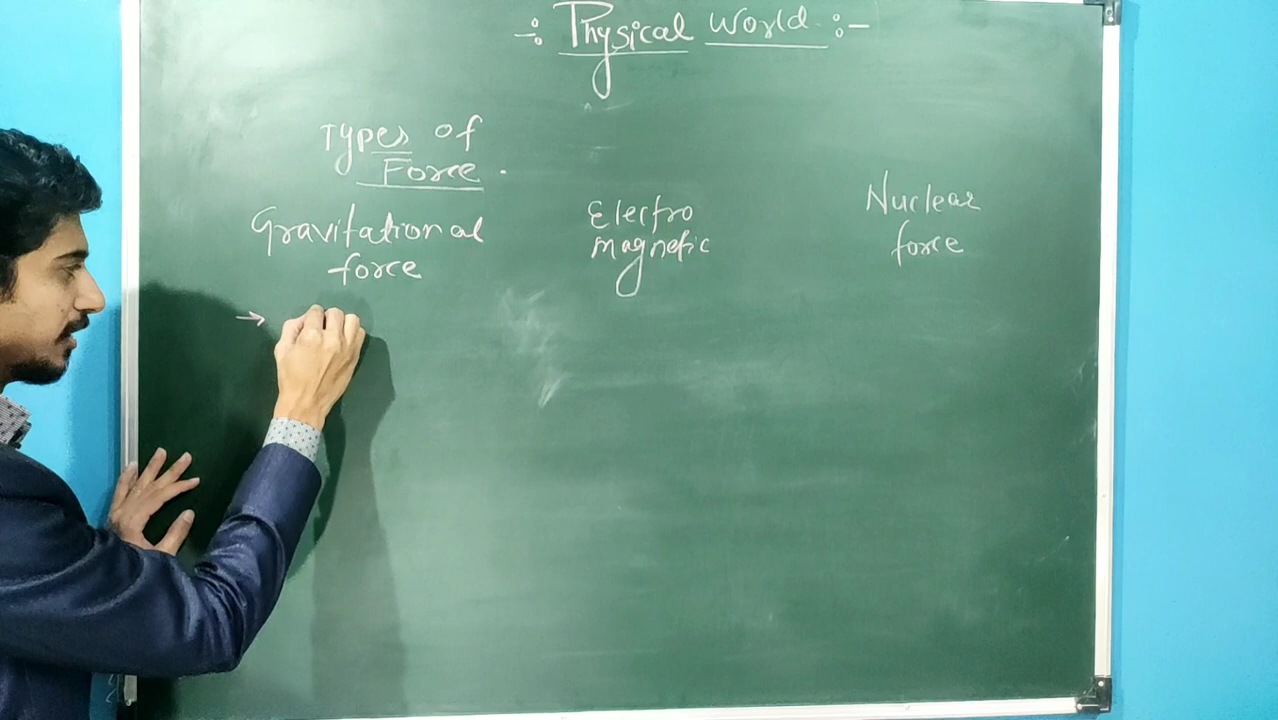 -: Physical World :-
Types of
Force.
Gravitational
force
Electro
magnetic
Nuclear
force
→